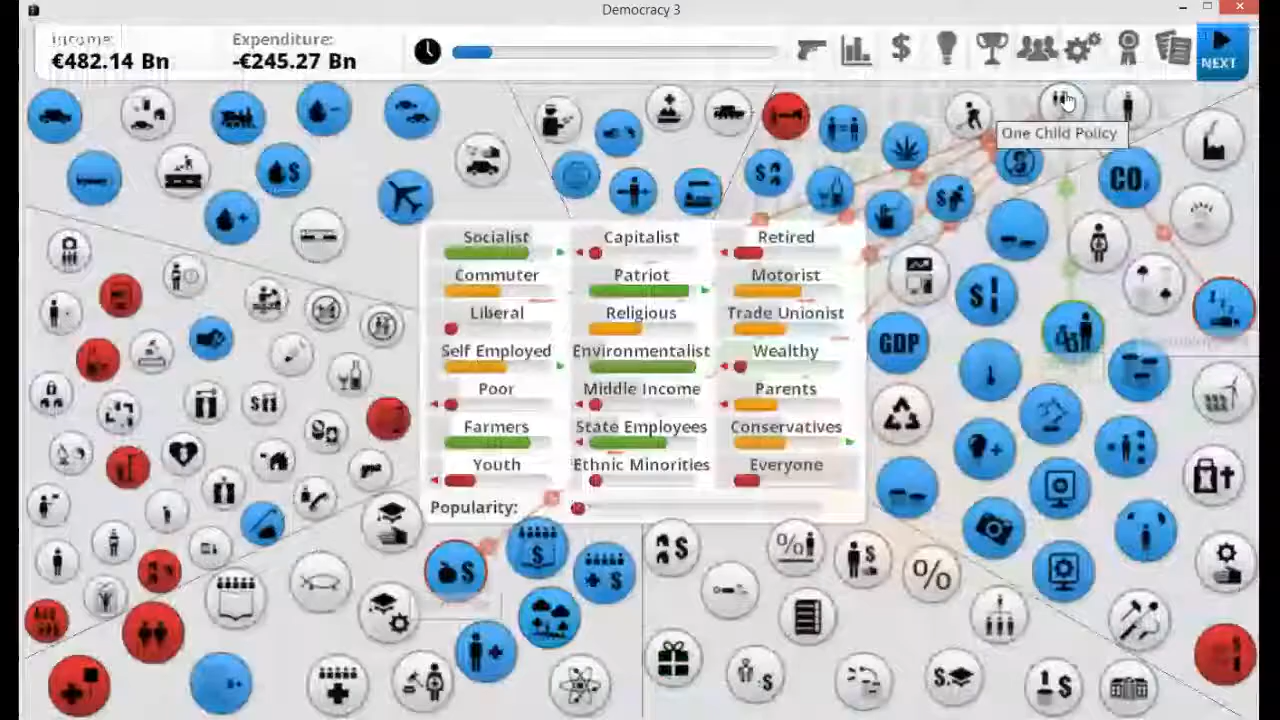 Democracy 3
Income:
€482.14 Bn
Expenditure:
-€245.27 Bn
NEXT
One Child Policy
CO₂
GDP
Socialist
Capitalist
Retired
Commuter
Patriot
Motorist
Liberal
Religious
Trade Unionist
Self Employed
Environmentalist
Wealthy
Poor
Middle Income
Parents
Farmers
State Employees
Conservatives
Youth
Ethnic Minorities
Everyone
Popularity: